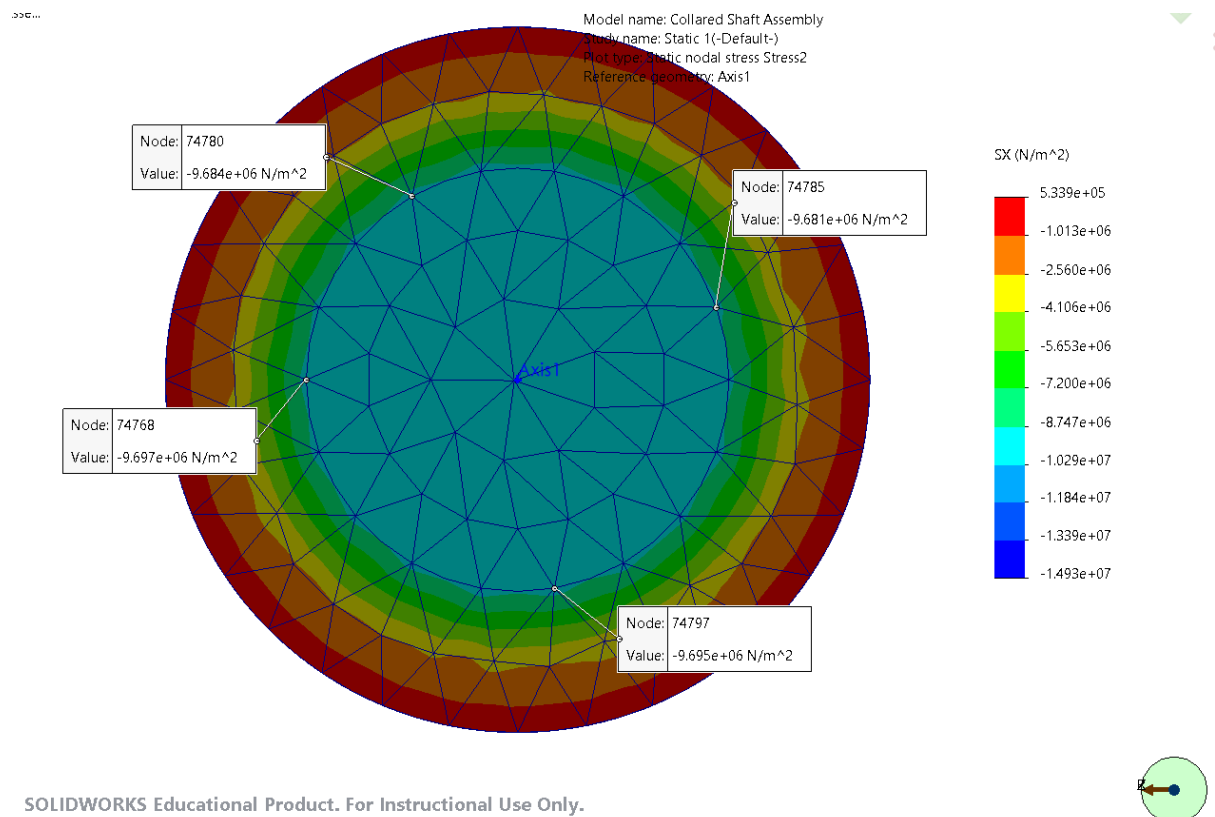 Model name: Collared Shaft Assembly
Study name: Static 1(-Default-)
Plot type: Static nodal stress Stress2
Reference geometry: Axis1
Node: 74780
Value: -9.684e+06 N/m^2
Node: 74785
Value: -9.681e+06 N/m^2
SX (N/m^2)
5.339e+05
-1.013e+06
-2.560e+06
-4.106e+06
-5.653e+06
-7.200e+06
-8.747e+06
-1.029e+07
-1.184e+07
-1.339e+07
-1.493e+07
Axis1
Node: 74768
Value: -9.697e+06 N/m^2
Node: 74797
Value: -9.695e+06 N/m^2
SOLIDWORKS Educational Product. For Instructional Use Only.